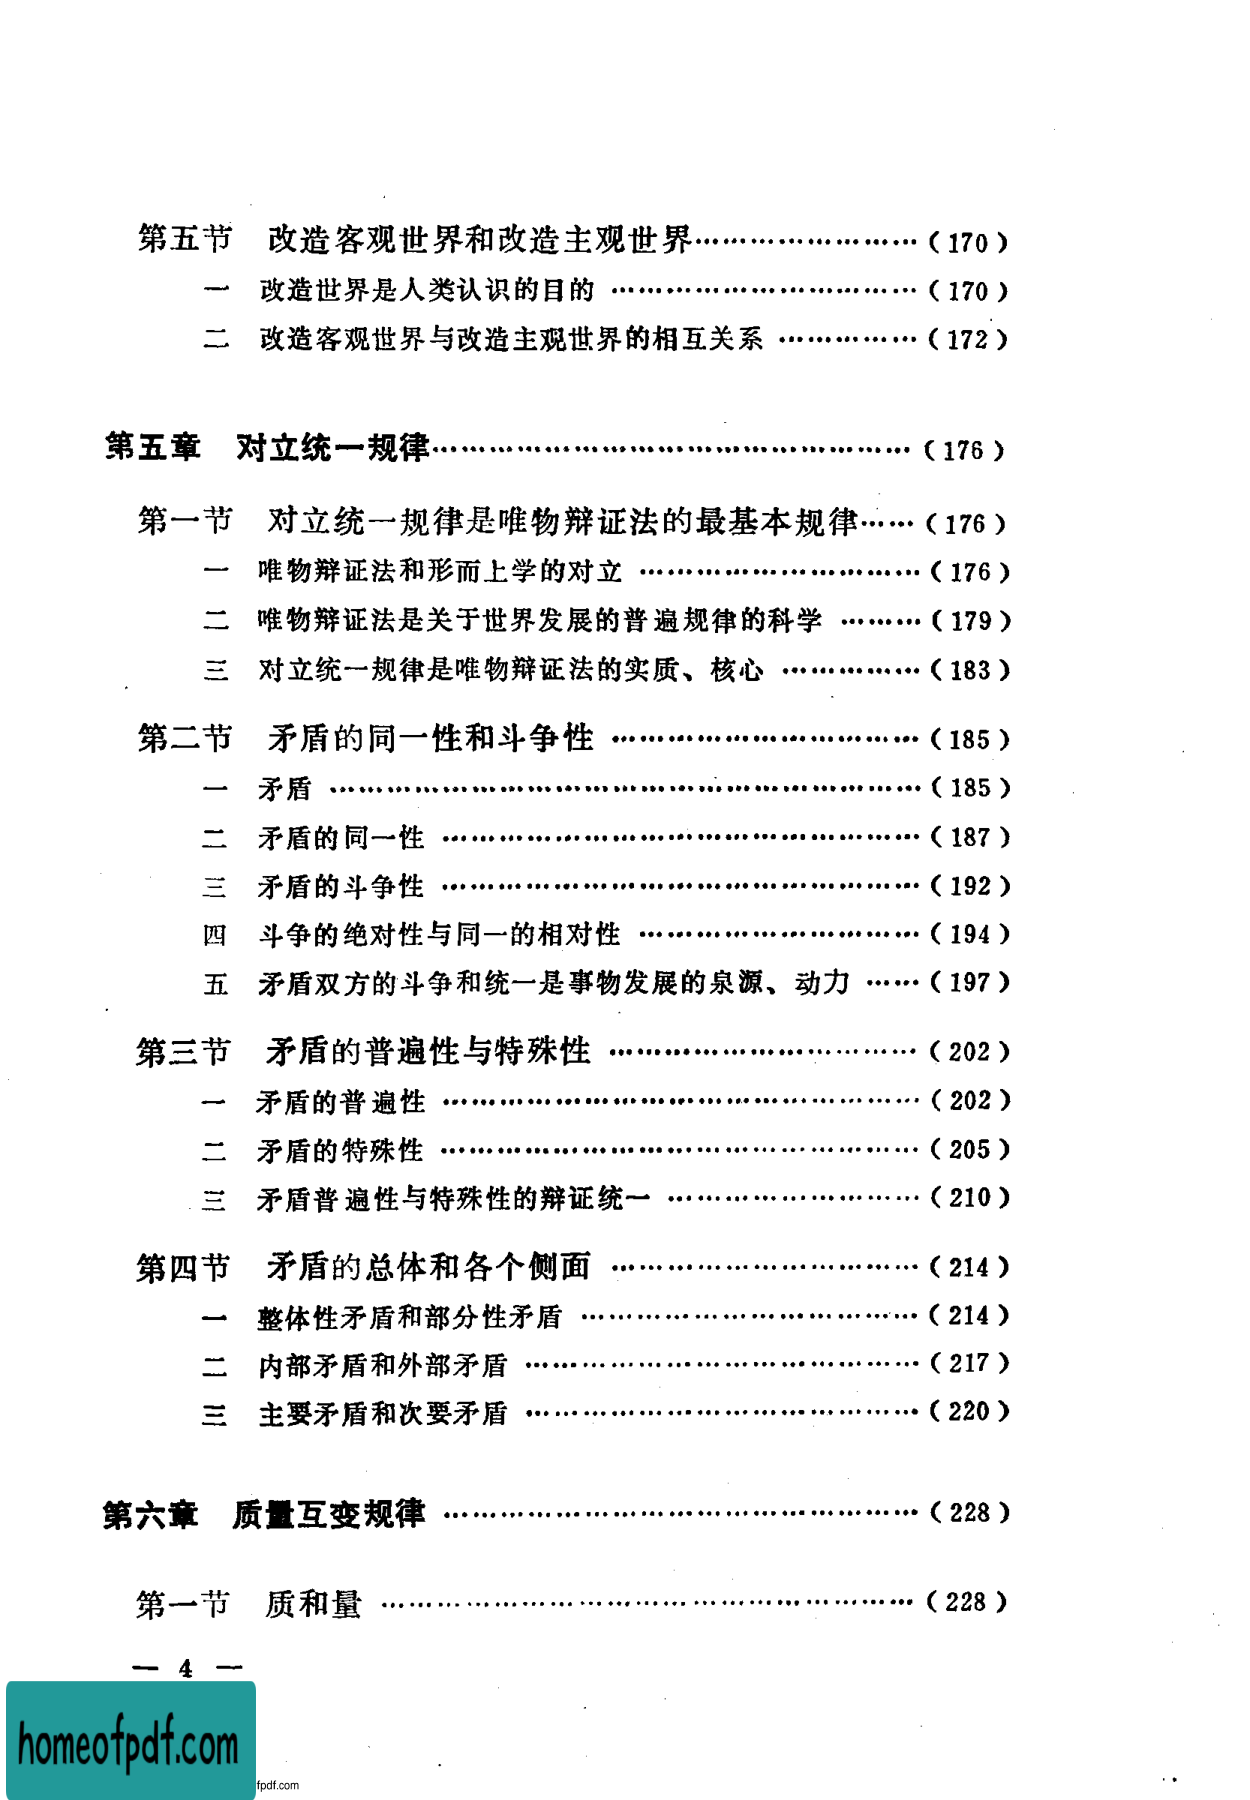 第五节　改造客观世界和改造主观世界……………………（170）
一　改造世界是人类认识的目的 ……………………………（170）
二　改造客观世界与改造主观世界的相互关系 ……………（172）
第五章　对立统一规律……………………………………………（176）
第一节　对立统一规律是唯物辩证法的最基本规律……（176）
一　唯物辩证法和形而上学的对立 …………………………（176）
二　唯物辩证法是关于世界发展的普遍规律的科学 ………（179）
三　对立统一规律是唯物辩证法的实质、核心 ……………（183）
第二节　矛盾的同一性和斗争性 ……………………………（185）
一　矛盾 ………………………………………………………（185）
二　矛盾的同一性 ……………………………………………（187）
三　矛盾的斗争性 ……………………………………………（192）
四　斗争的绝对性与同一的相对性 …………………………（194）
五　矛盾双方的斗争和统一是事物发展的泉源、动力 ……（197）
第三节　矛盾的普遍性与特殊性 ……………………………（202）
一　矛盾的普遍性 ……………………………………………（202）
二　矛盾的特殊性 ……………………………………………（205）
三　矛盾普遍性与特殊性的辩证统一 ………………………（210）
第四节　矛盾的总体和各个侧面 ……………………………（214）
一　整体性矛盾和部分性矛盾 ………………………………（214）
二　内部矛盾和外部矛盾 ……………………………………（217）
三　主要矛盾和次要矛盾 ……………………………………（220）
第六章　质量互变规律 ……………………………………………（228）
第一节　质和量 …………………………………………………（228）
— 4 —
homeofpdf.com
fpdf.com